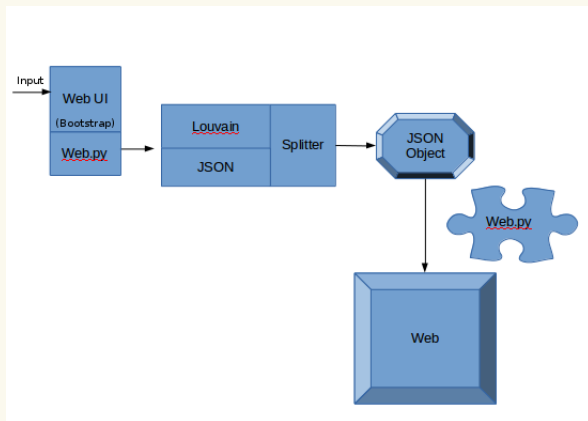 Input
Web UI
(Bootstrap)
Web.py
Louvain
JSON
Splitter
JSON
Object
Web.py
Web